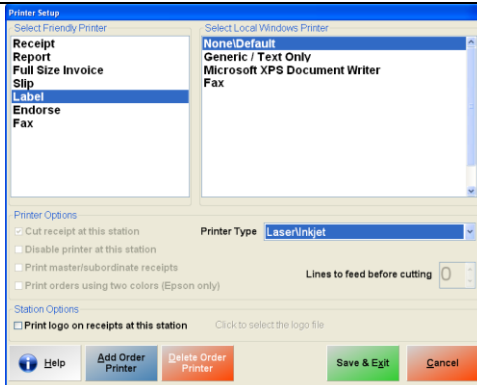 Printer Setup
Select Friendly Printer
Receipt
Report
Full Size Invoice
Slip
Label
Endorse
Fax
Select Local Windows Printer
None\Default
Generic / Text Only
Microsoft XPS Document Writer
Fax
Printer Options
Cut receipt at this station
Disable printer at this station
Print master/subordinate receipts
Print orders using two colors (Epson only)
Printer Type Laser\Inkjet
Lines to feed before cutting 0
Station Options
Print logo on receipts at this station Click to select the logo file
Help
Add Order
Printer
Delete Order
Printer
Save & Exit
Cancel